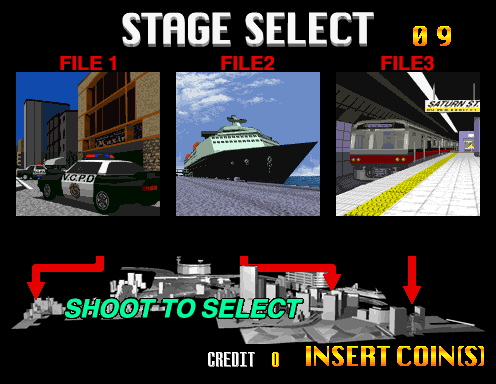 STAGE SELECT 09
FILE 1 FILE2 FILE3
SATURN ST.
V.C.P.D
SHOOT TO SELECT
CREDIT 0 INSERT COIN(S)